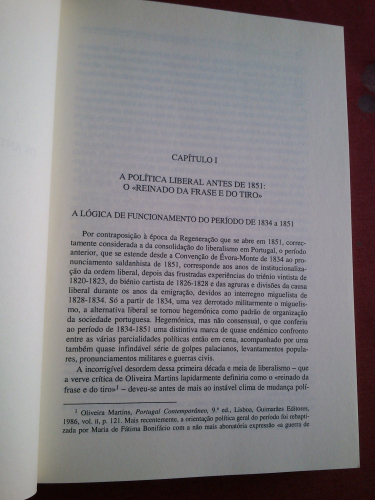 CAPÍTULO I
A POLÍTICA LIBERAL ANTES DE 1851:
O «REINADO DA FRASE E DO TIRO»
A LÓGICA DE FUNCIONAMENTO DO PERÍODO DE 1834 a 1851
Por contraposição à época da Regeneração que se abre em 1851, correc-
tamente considerada a da consolidação do liberalismo em Portugal, o período
anterior, que se estende desde a Convenção de Évora-Monte de 1834 ao pro-
nunciamento saldanhista de 1851, corresponde aos anos de institucionaliza-
ção da ordem liberal, depois das frustradas experiências do triénio vintista de
1820-1823, do biénio cartista de 1826-1828 e das agruras e divisões da causa
liberal durante os anos da emigração, devidos ao interregno miguelista de
1828-1834. Só a partir de 1834, uma vez derrotado militarmente o miguelis-
mo, a alternativa liberal se tornou hegemónica como padrão de organização
da sociedade portuguesa. Hegemónica, mas não consensual, o que conferiu
ao período de 1834-1851 uma distintiva marca de quase endémico confronto
entre as várias parcialidades políticas então em cena, acompanhado por uma
também quase infindável série de golpes palacianos, levantamentos popula-
res, pronunciamentos militares e guerras civis.
A incorrigível desordem dessa primeira década e meia de liberalismo – que
a verve crítica de Oliveira Martins lapidarmente definiria como o «reinado da
frase e do tiro»¹ – deveu-se antes de mais ao instável clima de mudança polí-
¹ Oliveira Martins, Portugal Contemporâneo, 9.ª ed., Lisboa, Guimarães Editores,
1986, vol. II, p. 121. Mais recentemente, a orientação política geral do período foi rebapti-
zada por Maria de Fátima Bonifácio com a não mais abonatória expressão «a guerra de